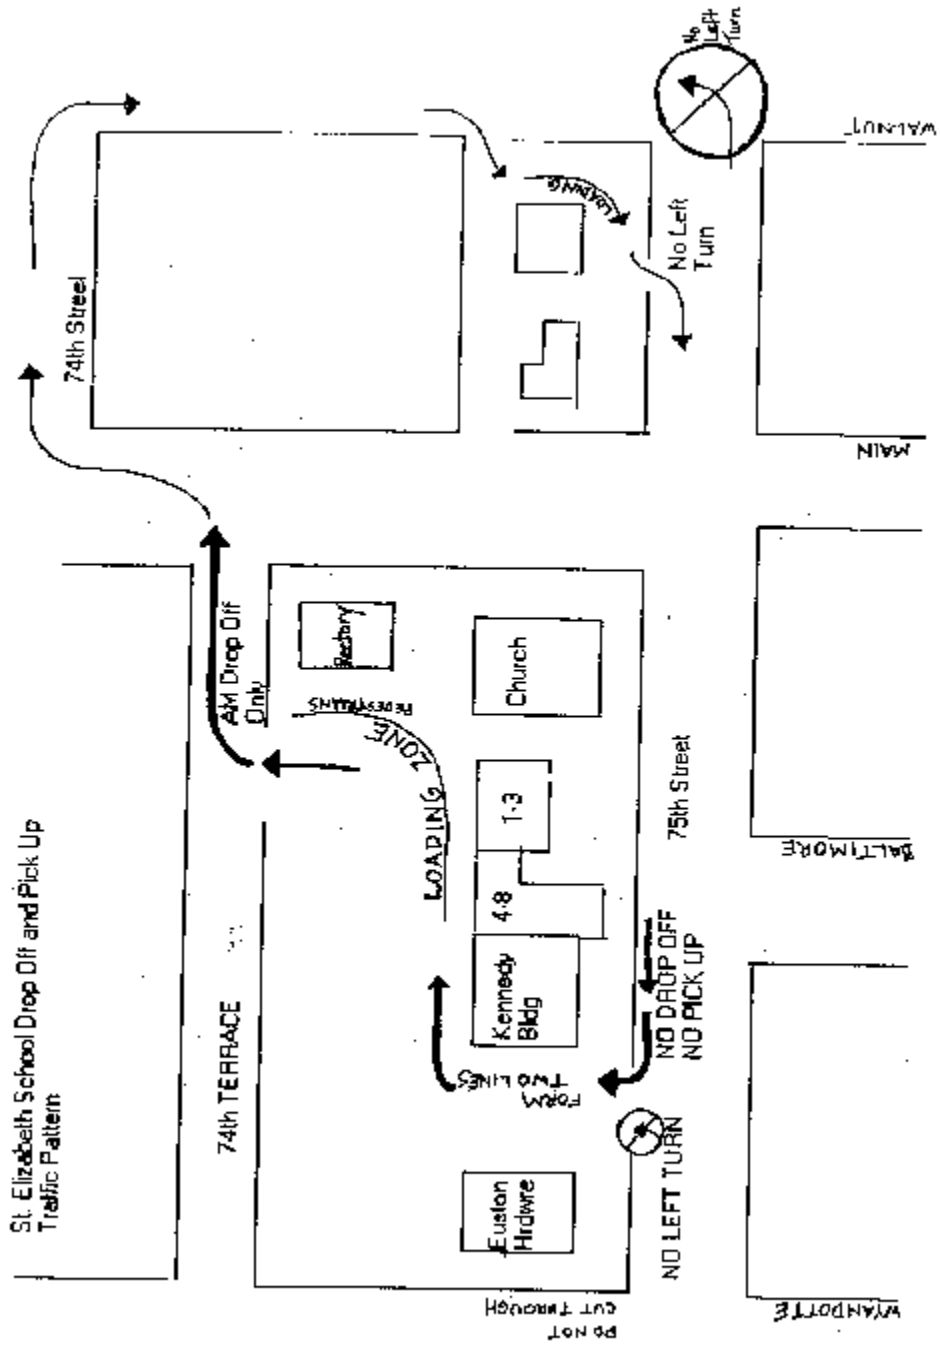 St. Elizabeth School Drop Off and Pick Up
Traffic Pattern
74th Street
74th TERRACE
AM Drop Off
Only
Rectory
PEDESTRIANS
LOADING ZONE
Church
1-3
4-8
Kennedy
Bldg
FORM
TWO LINES
Euston
Hrdwre
DO NOT
CUT THROUGH
NO LEFT TURN
NO DROP OFF
NO PICK UP
75th Street
LOADING
No Left
Turn
No
Left
Turn
WYANDOTTE
BALTIMORE
MAIN
WALNUT